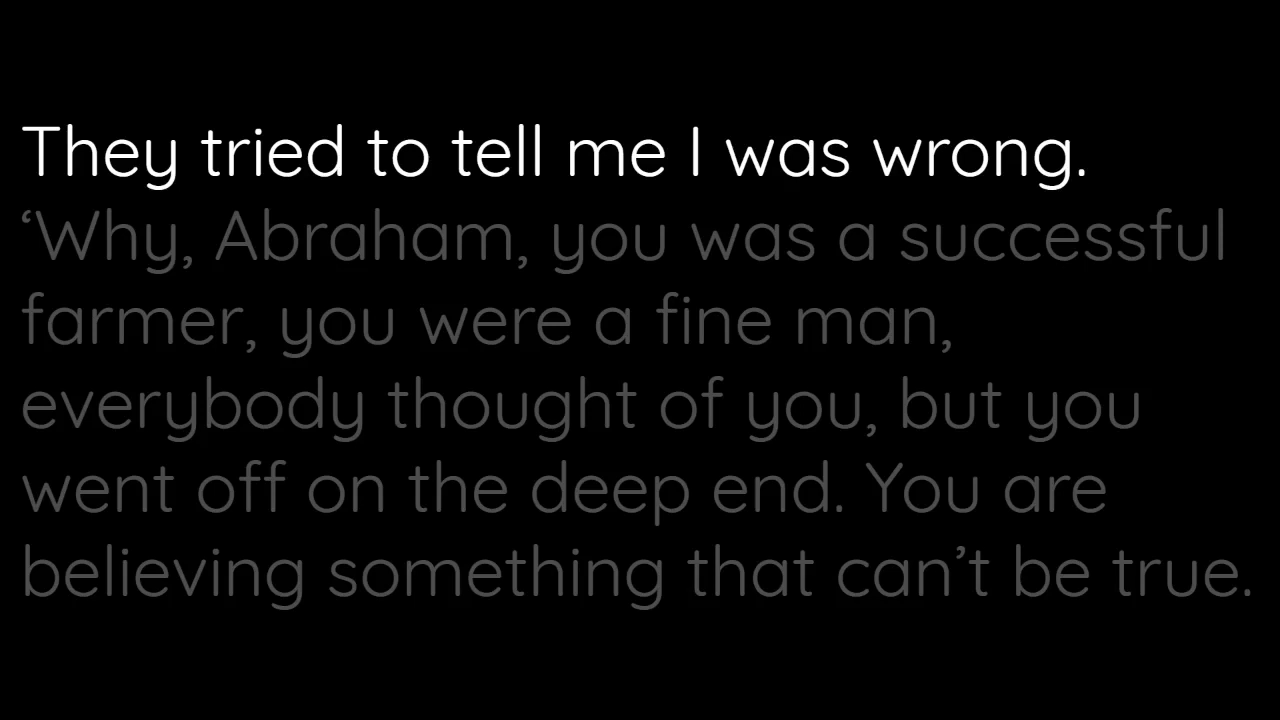 They tried to tell me I was wrong.
‘Why, Abraham, you was a successful
farmer, you were a fine man,
everybody thought of you, but you
went off on the deep end. You are
believing something that can’t be true.